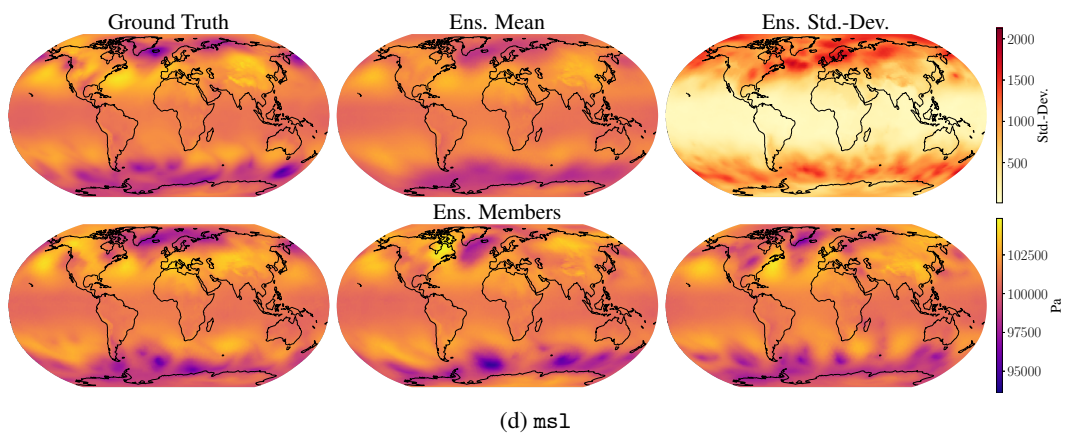 Ground Truth
Ens. Mean
Ens. Std.-Dev.
2000
1500
1000
500
Std.-Dev.
Ens. Members
102500
100000
97500
95000
Pa
(d) msl